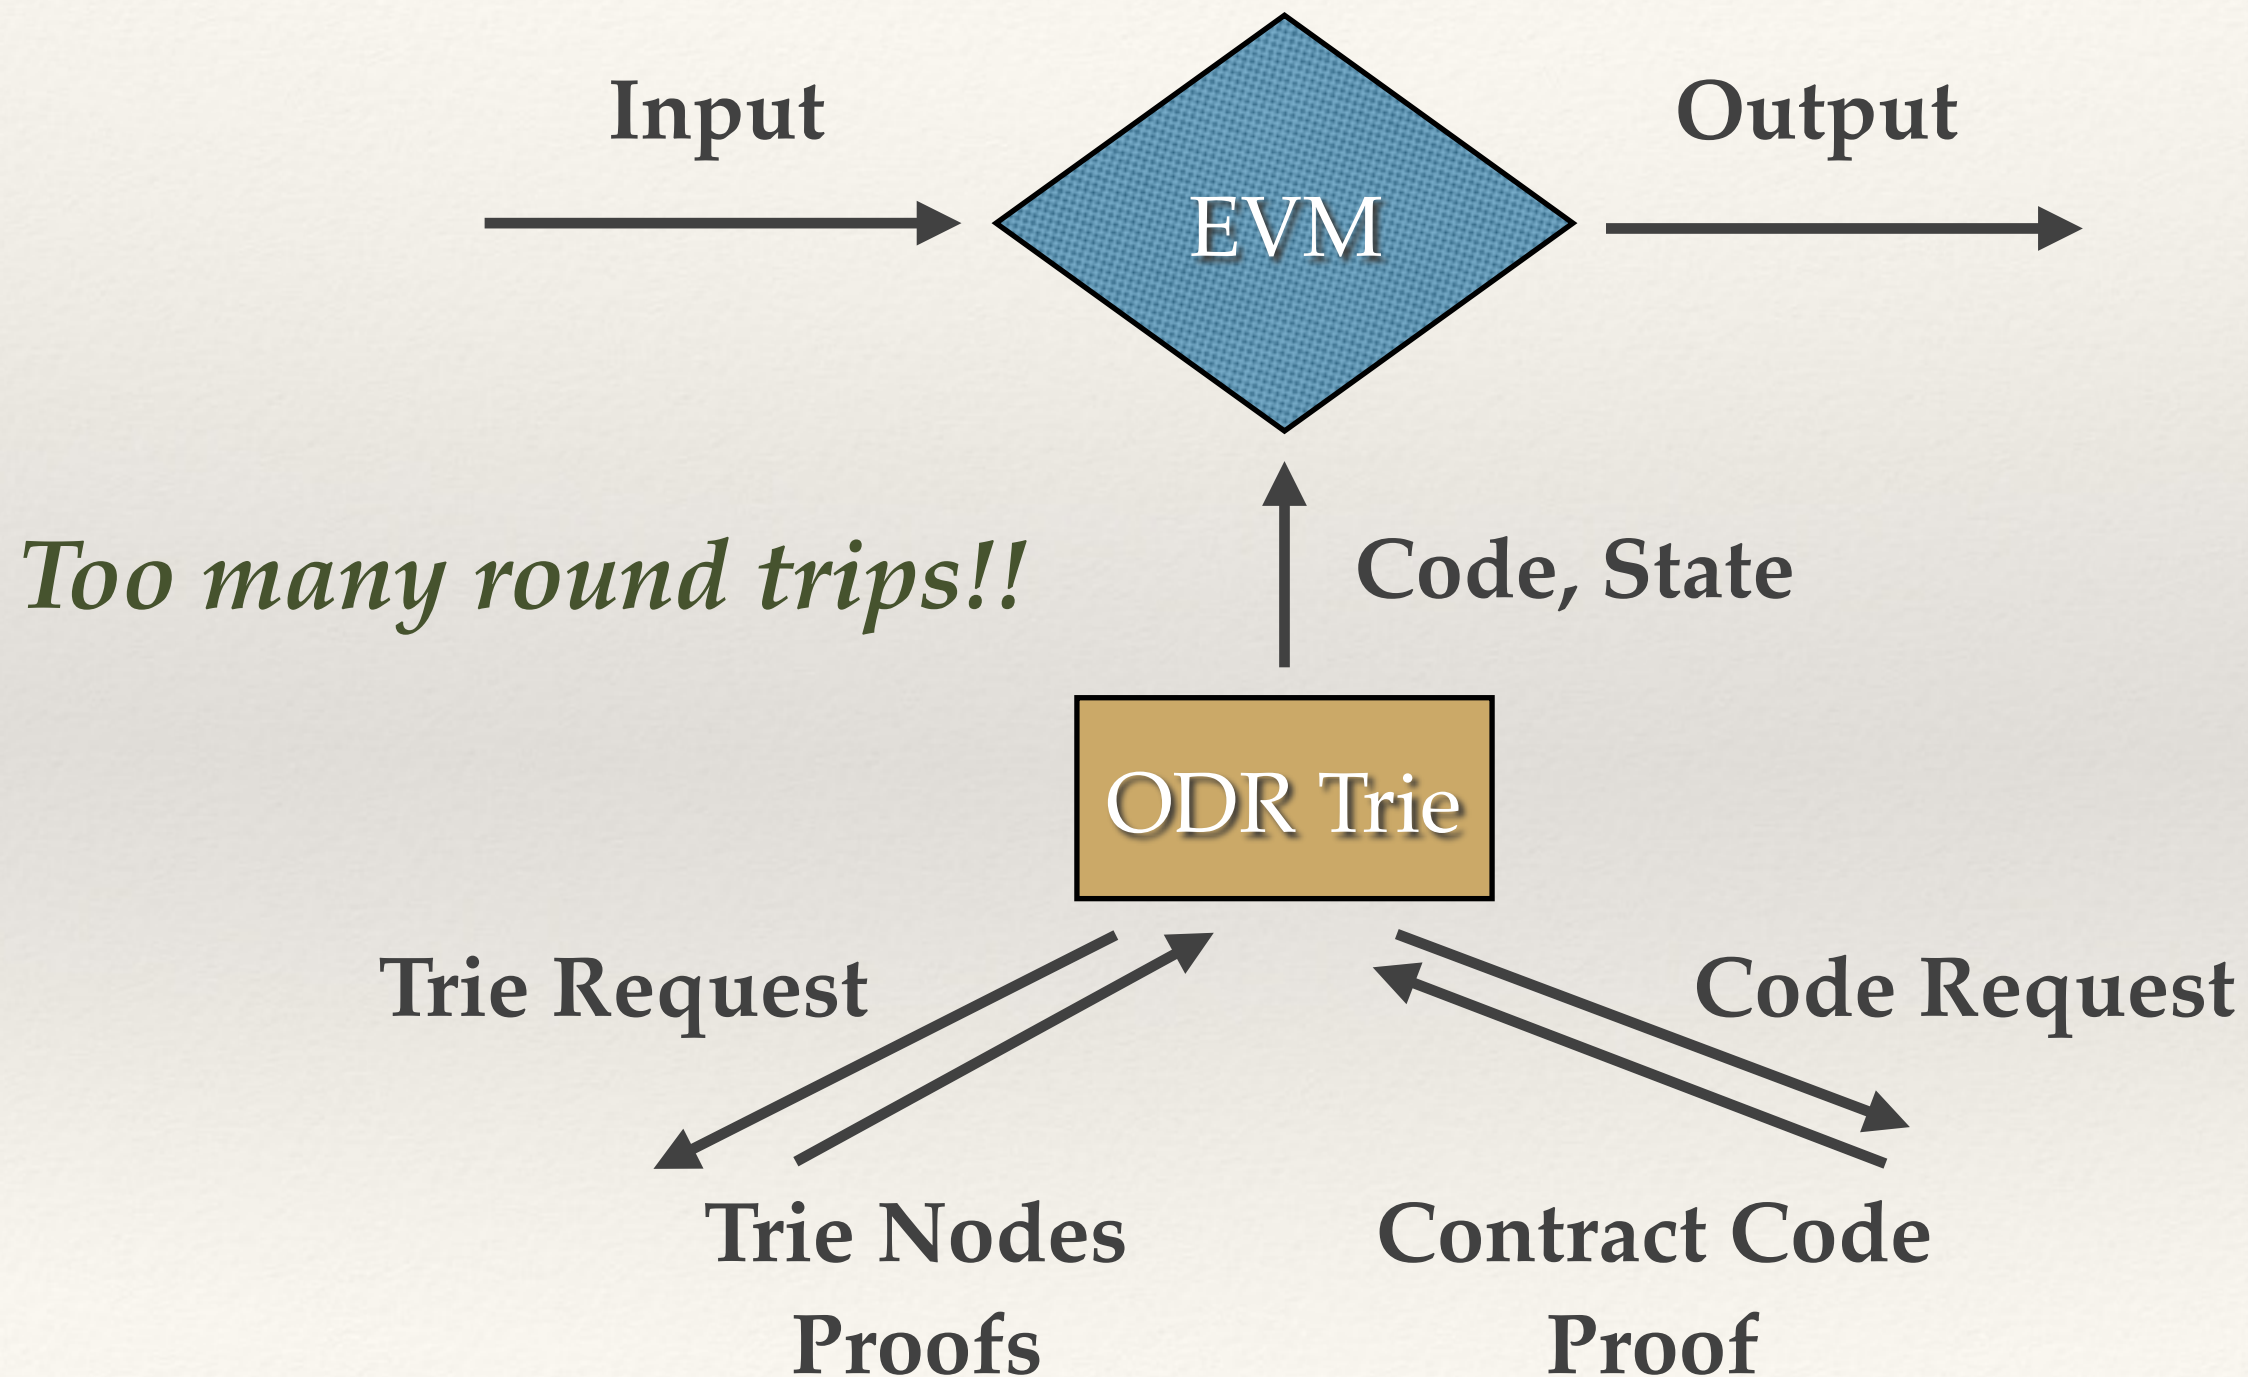 Input
Output
EVM
Too many round trips!!
Code, State
ODR Trie
Trie Request
Code Request
Trie Nodes
Proofs
Contract Code
Proof